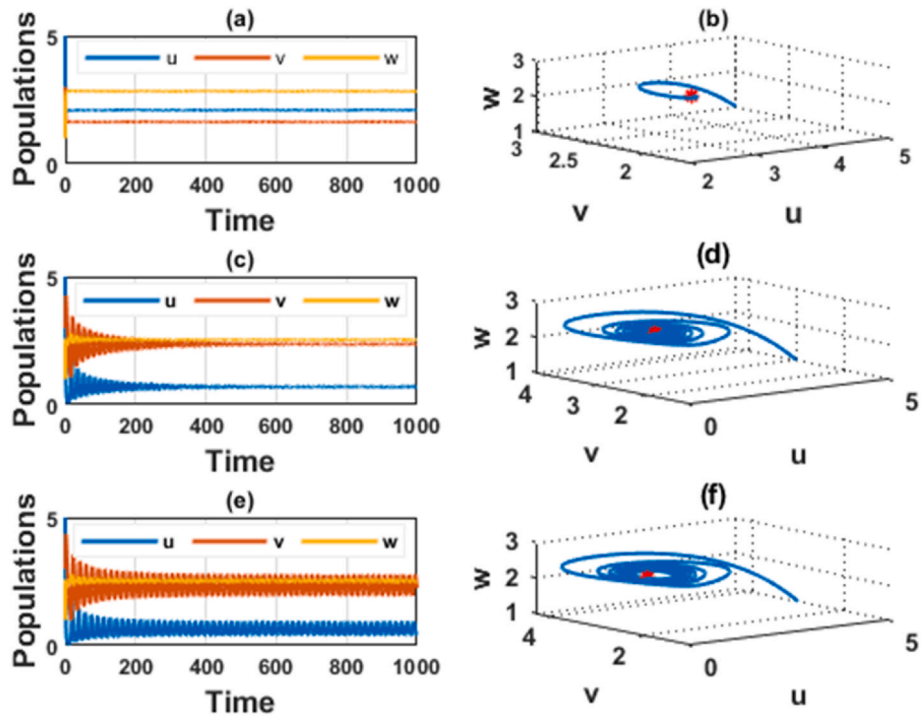 (a)
Populations
5
0
u v w
0 200 400 600 800 1000
Time
(b)
w
3
2
1
3 2.5 2
v
2 3 4 5
u
(c)
Populations
5
0
u v w
0 200 400 600 800 1000
Time
(d)
w
3
2
1
4 3 2
v
0 5
u
(e)
Populations
5
0
u v w
0 200 400 600 800 1000
Time
(f)
w
3
2
1
4 2
v
0 5
u